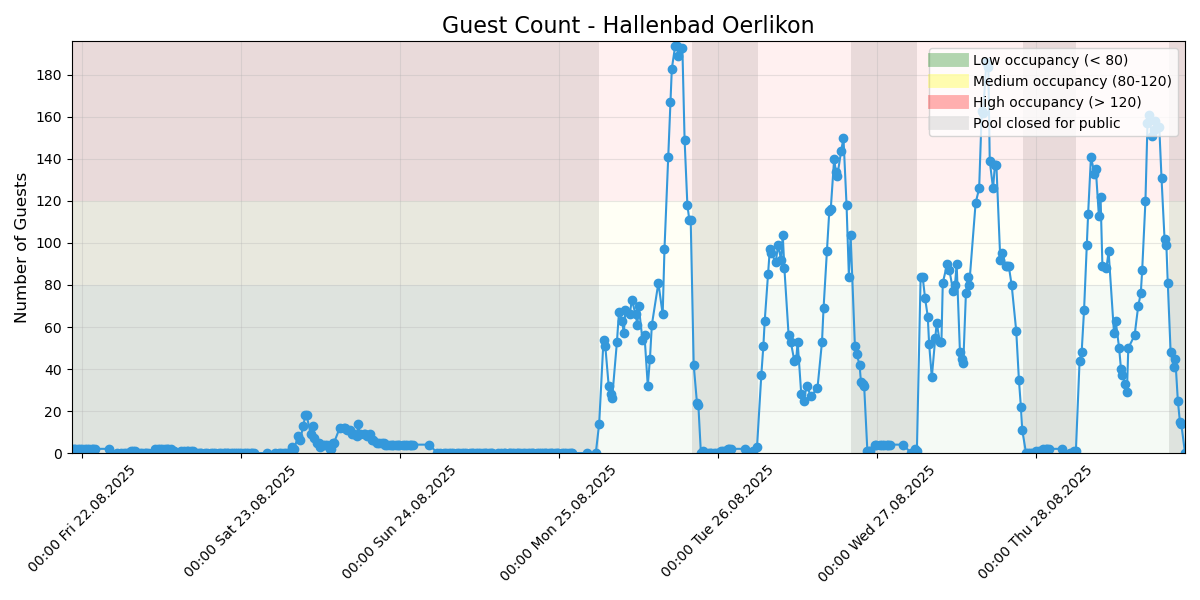 Guest Count - Hallenbad Oerlikon
Number of Guests
180
160
140
120
100
80
60
40
20
0
Low occupancy (< 80)
Medium occupancy (80-120)
High occupancy (> 120)
Pool closed for public
00:00 Fri 22.08.2025
00:00 Sat 23.08.2025
00:00 Sun 24.08.2025
00:00 Mon 25.08.2025
00:00 Tue 26.08.2025
00:00 Wed 27.08.2025
00:00 Thu 28.08.2025